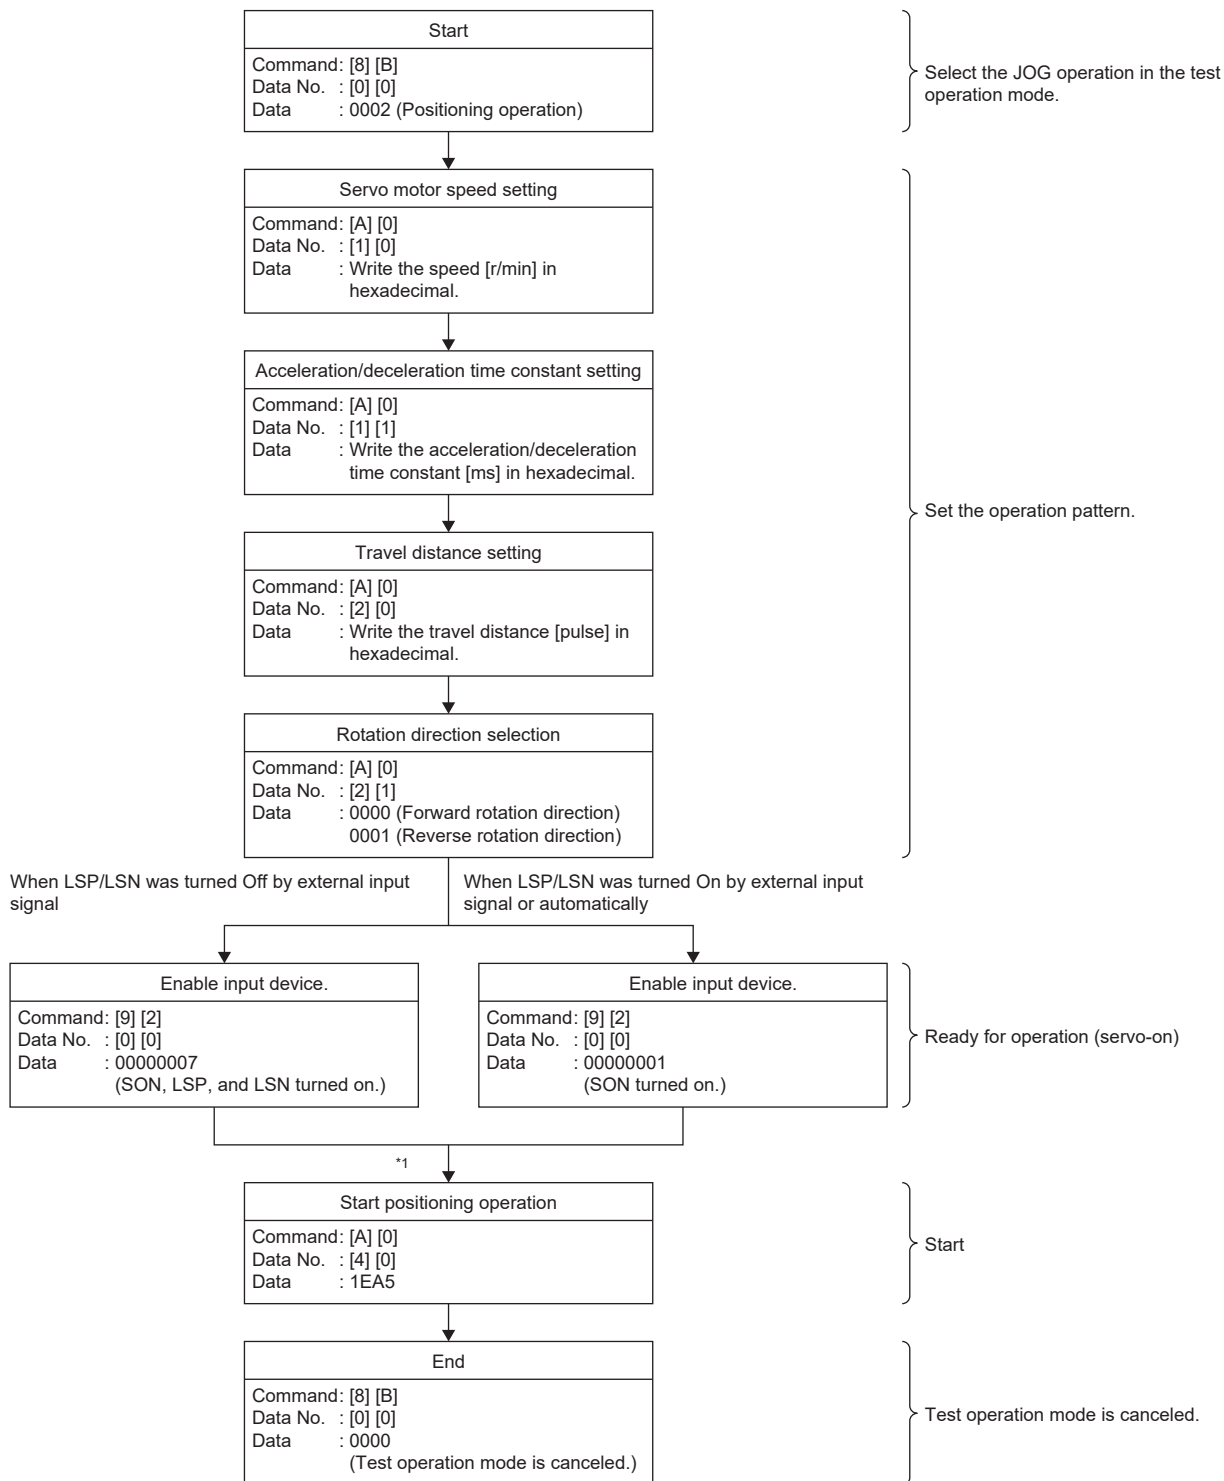 Start
Command: [8] [B]
Data No. : [0] [0]
Data : 0002 (Positioning operation)
Select the JOG operation in the test
operation mode.
Servo motor speed setting
Command: [A] [0]
Data No. : [1] [0]
Data : Write the speed [r/min] in
hexadecimal.
Acceleration/deceleration time constant setting
Command: [A] [0]
Data No. : [1] [1]
Data : Write the acceleration/deceleration
time constant [ms] in hexadecimal.
Set the operation pattern.
Travel distance setting
Command: [A] [0]
Data No. : [2] [0]
Data : Write the travel distance [pulse] in
hexadecimal.
Rotation direction selection
Command: [A] [0]
Data No. : [2] [1]
Data : 0000 (Forward rotation direction)
0001 (Reverse rotation direction)
When LSP/LSN was turned Off by external input
signal
When LSP/LSN was turned On by external input
signal or automatically
Enable input device.
Command: [9] [2]
Data No. : [0] [0]
Data : 00000007
(SON, LSP, and LSN turned on.)
Enable input device.
Command: [9] [2]
Data No. : [0] [0]
Data : 00000001
(SON turned on.)
Ready for operation (servo-on)
*1
Start positioning operation
Command: [A] [0]
Data No. : [4] [0]
Data : 1EA5
Start
End
Command: [8] [B]
Data No. : [0] [0]
Data : 0000
(Test operation mode is canceled.)
Test operation mode is canceled.